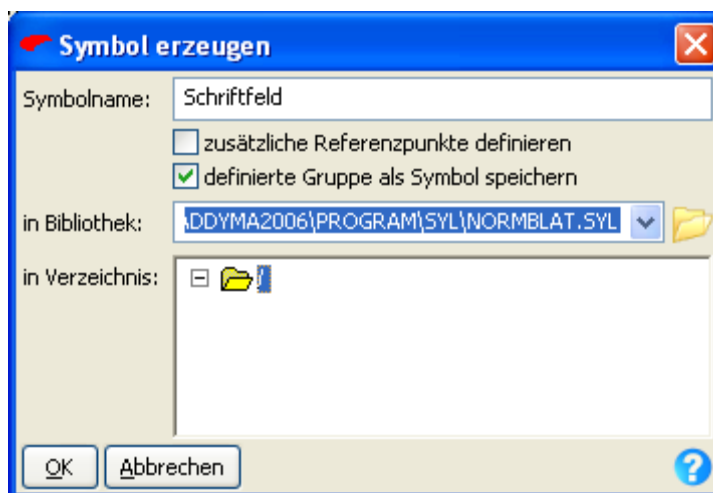 Symbol erzeugen
Symbolname: Schriftfeld
zusätzliche Referenzpunkte definieren
definierte Gruppe als Symbol speichern
in Bibliothek: \DDYMA2006\PROGRAM\SYL\NORMBLAT.SYL
in Verzeichnis: /
OK Abbrechen ?